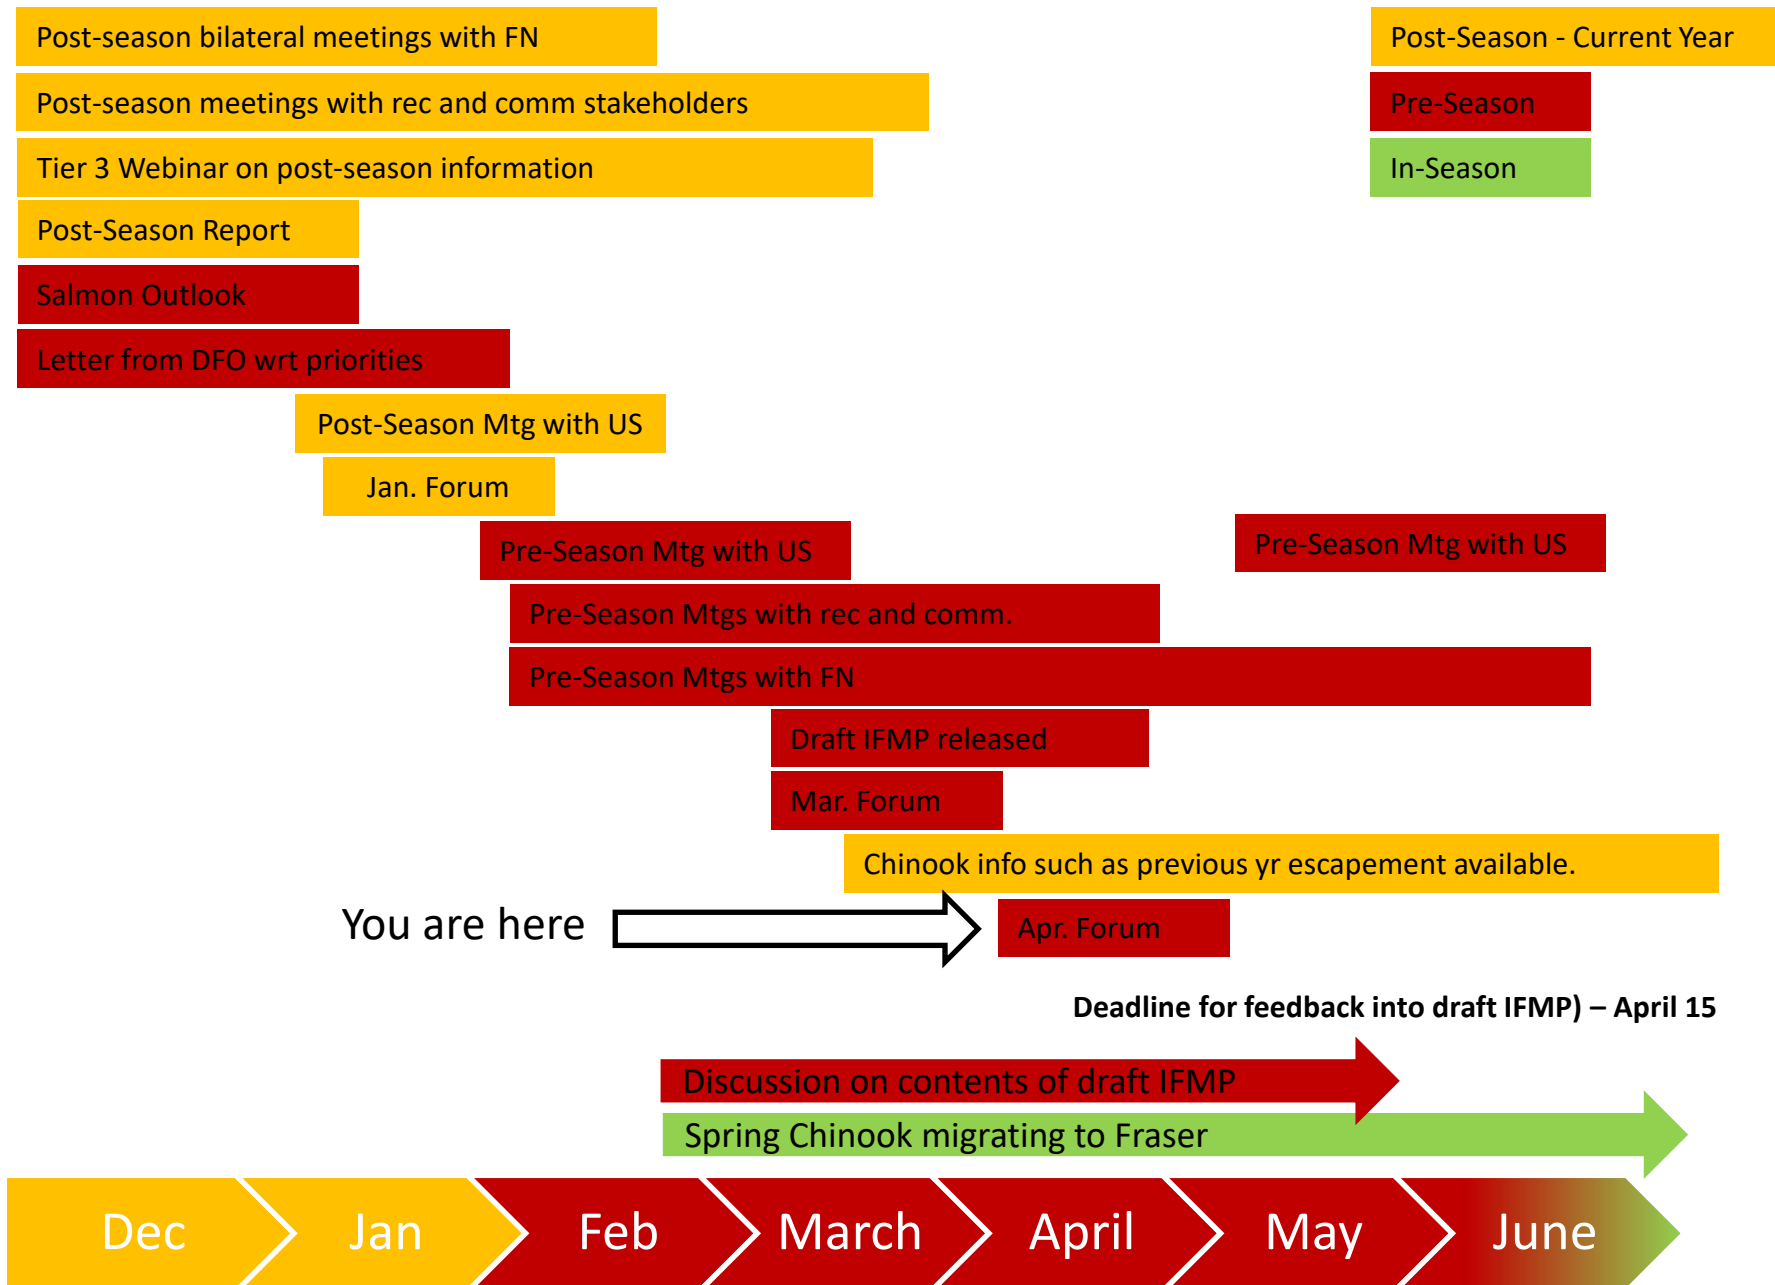 Post-season bilateral meetings with FN
Post-Season - Current Year
Post-season meetings with rec and comm stakeholders
Pre-Season
Tier 3 Webinar on post-season information
In-Season
Post-Season Report
Salmon Outlook
Letter from DFO wrt priorities
Post-Season Mtg with US
Jan. Forum
Pre-Season Mtg with US
Pre-Season Mtg with US
Pre-Season Mtgs with rec and comm.
Pre-Season Mtgs with FN
Draft IFMP released
Mar. Forum
Chinook info such as previous yr escapement available.
You are here
Apr. Forum
Deadline for feedback into draft IFMP) – April 15
Discussion on contents of draft IFMP
Spring Chinook migrating to Fraser
Dec
Jan
Feb
March
April
May
June